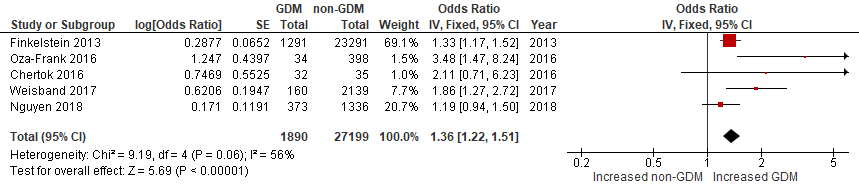 GDM non-GDM Odds Ratio Odds Ratio
Study or Subgroup log[Odds Ratio] SE Total Total Weight IV, Fixed, 95% CI Year IV, Fixed, 95% CI
Finkelstein 2013 0.2877 0.0652 1291 23291 69.1% 1.33 [1.17, 1.52] 2013
Oza-Frank 2016 1.247 0.4397 34 398 1.5% 3.48 [1.47, 8.24] 2016
Chertok 2016 0.7469 0.5525 32 35 1.0% 2.11 [0.71, 6.23] 2016
Weisband 2017 0.6206 0.1947 160 2139 7.7% 1.86 [1.27, 2.72] 2017
Nguyen 2018 0.171 0.1191 373 1336 20.7% 1.19 [0.94, 1.50] 2018
Total (95% CI) 1890 27199 100.0% 1.36 [1.22, 1.51]
Heterogeneity: Chi² = 9.19, df = 4 (P = 0.06); I² = 56%
Test for overall effect: Z = 5.69 (P < 0.00001)
0.2 0.5 1 2 5
Increased non-GDM Increased GDM